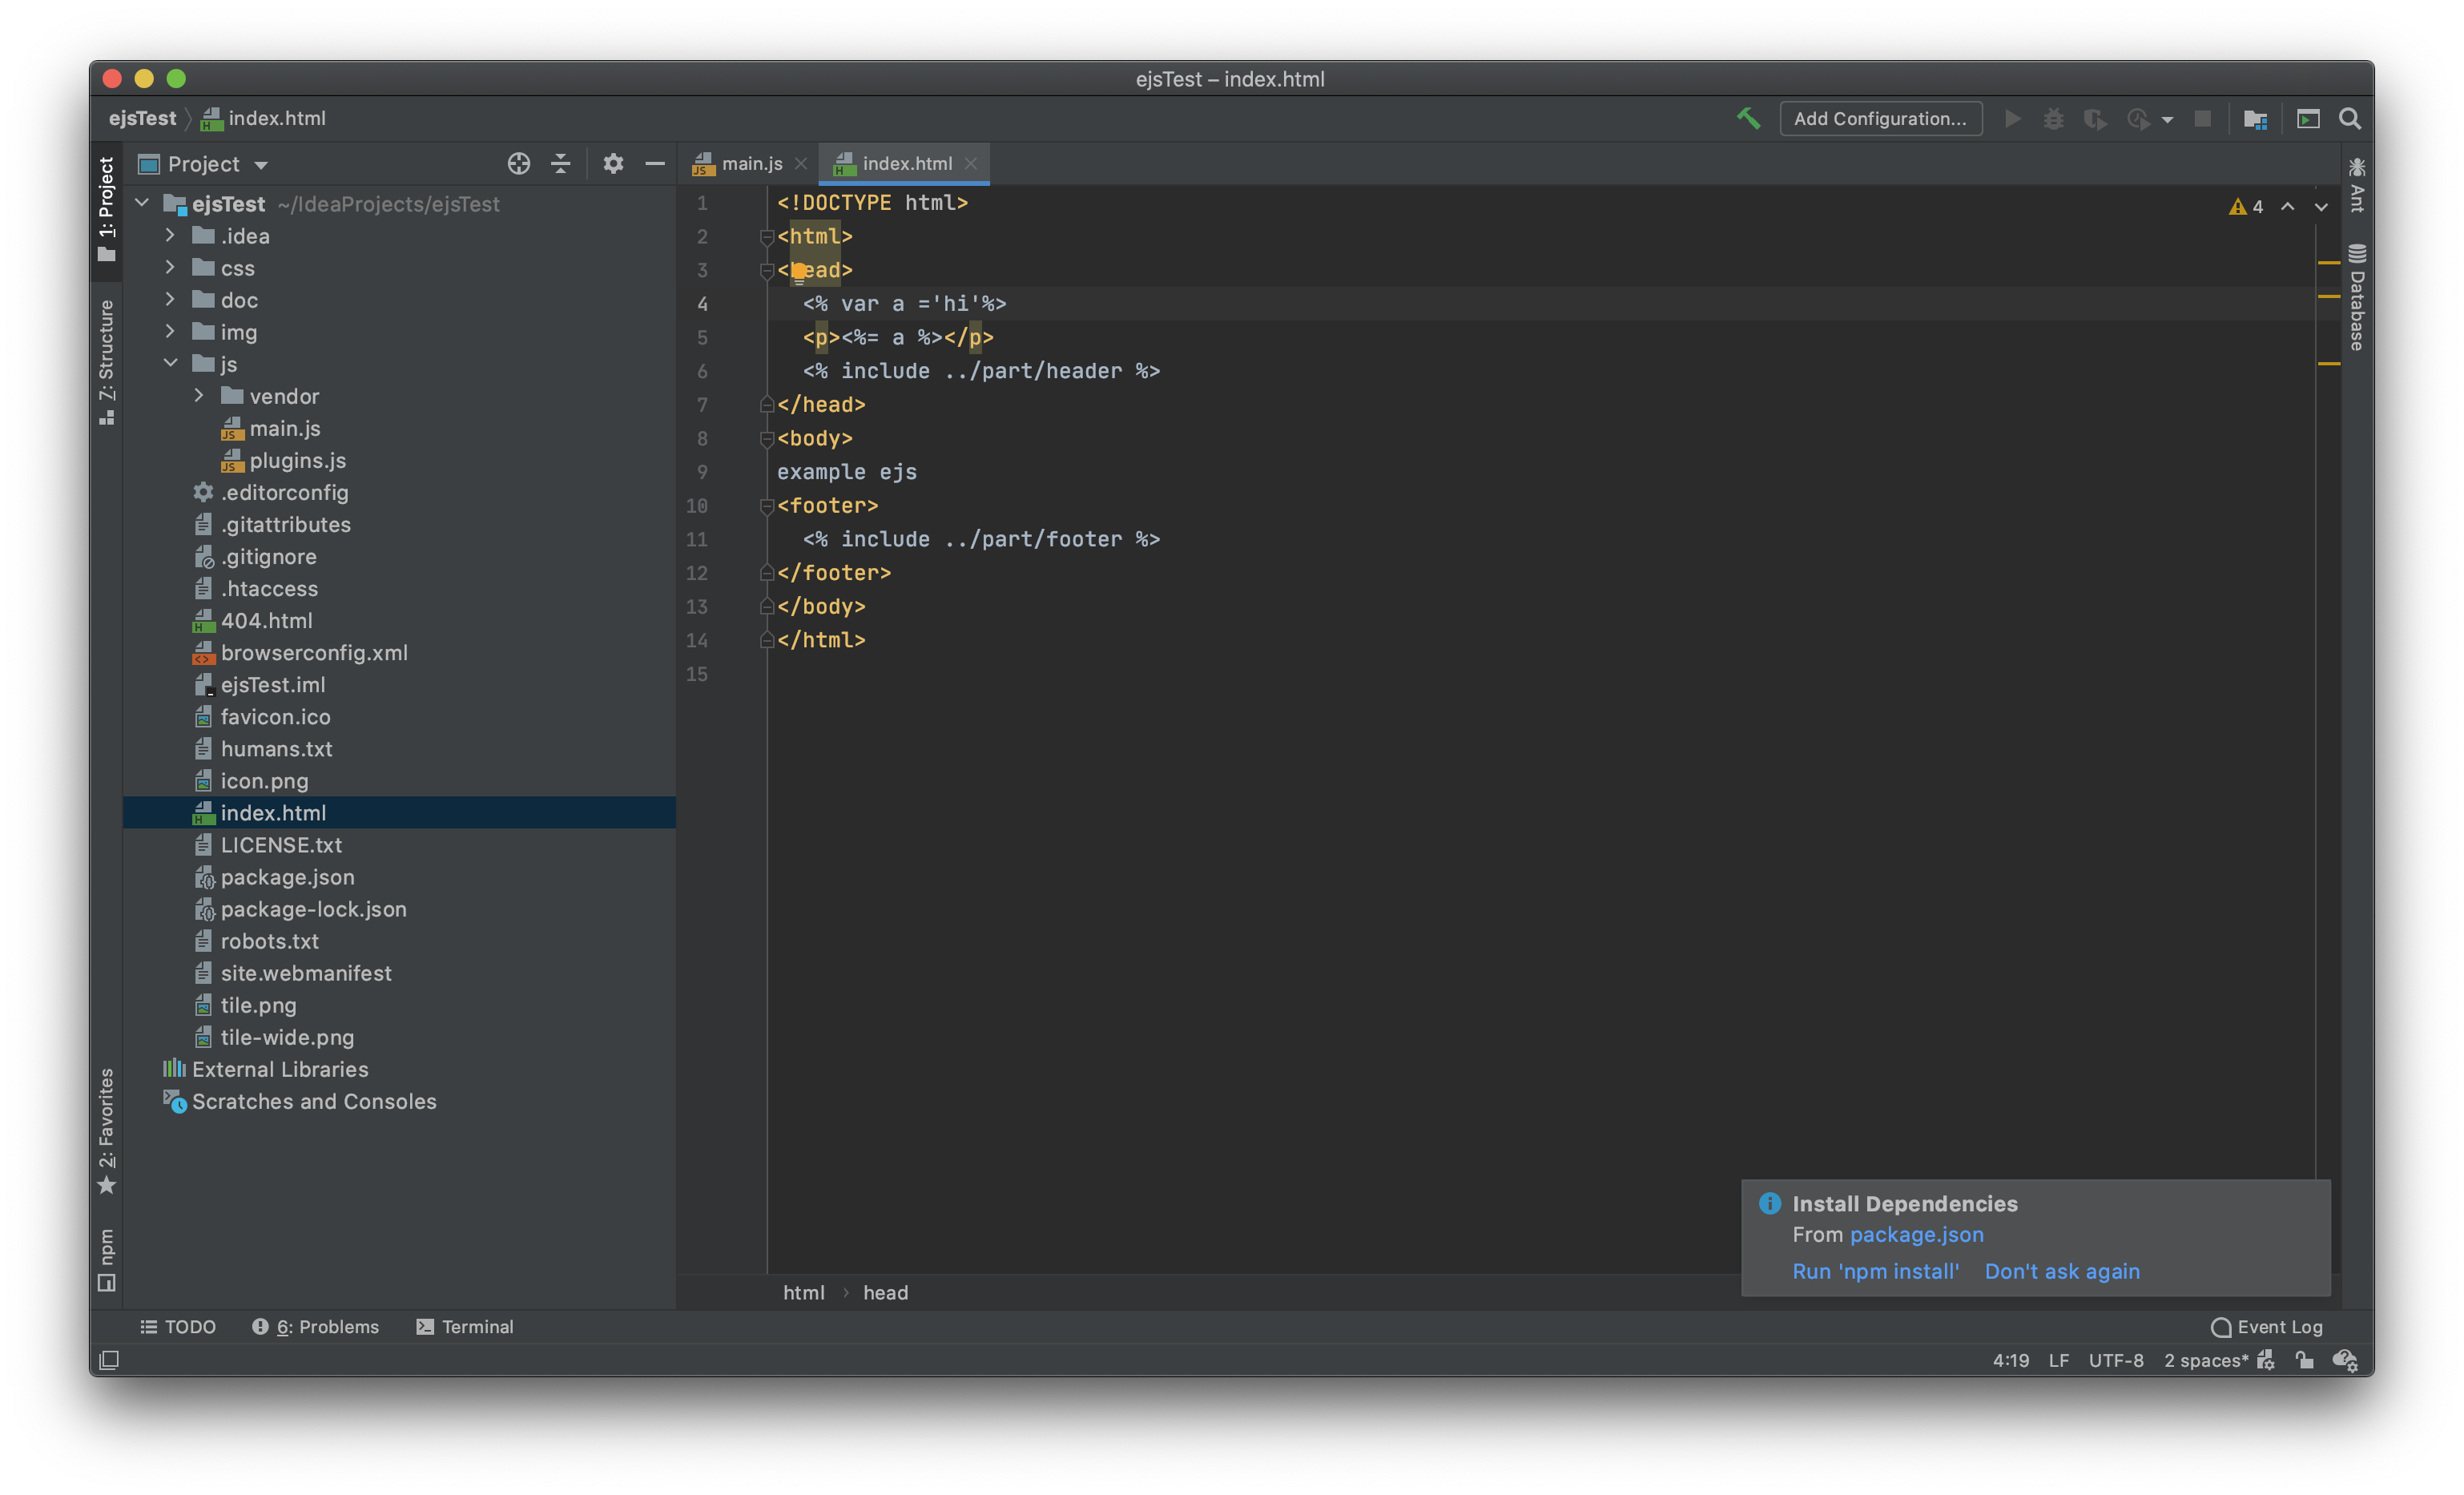 ejsTest – index.html
ejsTest index.html
Add Configuration...
1: Project
Z: Structure
2: Favorites
npm
Project
ejsTest ~/IdeaProjects/ejsTest
.idea
css
doc
img
js
vendor
main.js
plugins.js
.editorconfig
.gitattributes
.gitignore
.htaccess
404.html
browserconfig.xml
ejsTest.iml
favicon.ico
humans.txt
icon.png
index.html
LICENSE.txt
package.json
package-lock.json
robots.txt
site.webmanifest
tile.png
tile-wide.png
External Libraries
Scratches and Consoles
main.js index.html
4
1 <!DOCTYPE html>
2 <html>
3 <head>
4 <% var a ='hi'%>
5 <p><%= a %></p>
6 <% include ../part/header %>
7 </head>
8 <body>
9 example ejs
10 <footer>
11 <% include ../part/footer %>
12 </footer>
13 </body>
14 </html>
15
Ant
Database
Install Dependencies
From package.json
Run 'npm install' Don't ask again
html › head
TODO 6: Problems Terminal Event Log
4:19 LF UTF-8 2 spaces*